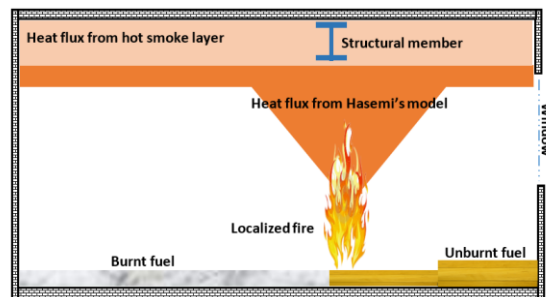 Heat flux from hot smoke layer
Structural member
Heat flux from Hasemi's model
Window
Localized fire
Burnt fuel
Unburnt fuel